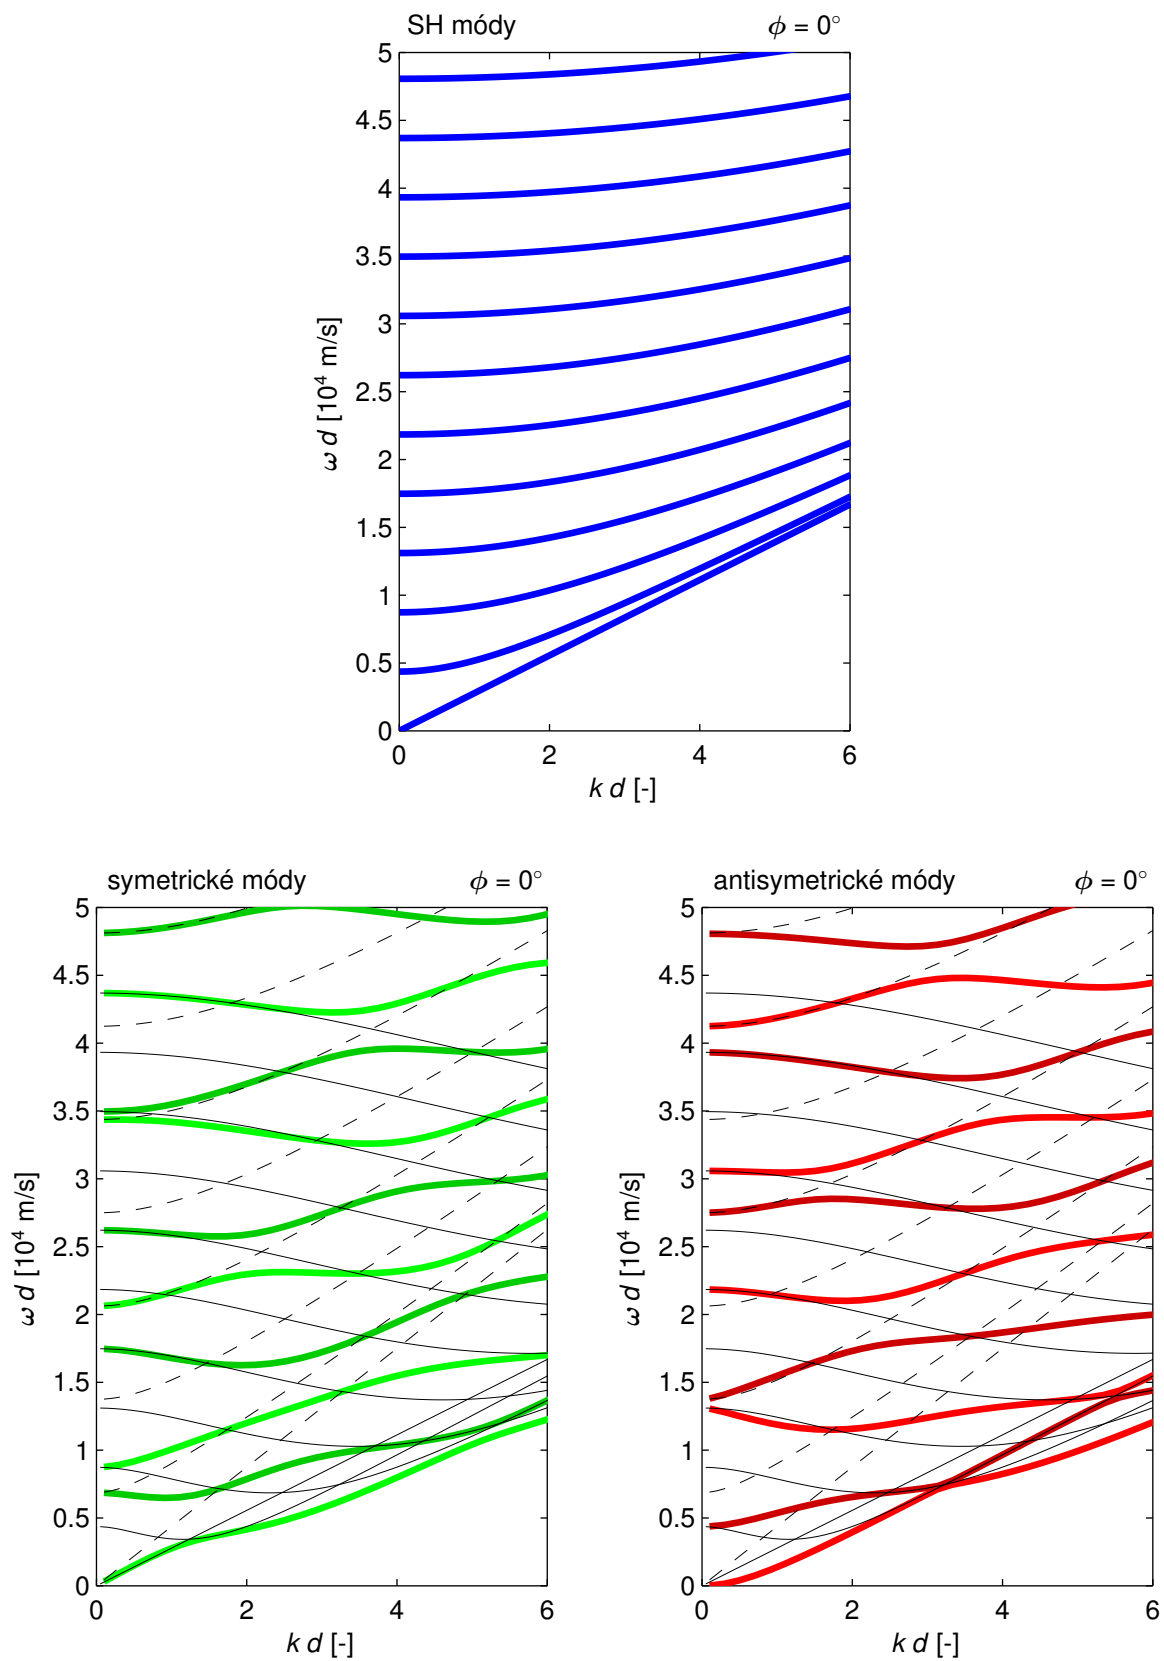 SH módy ϕ = 0°
5
4.5
4
3.5
3
2.5
2
1.5
1
0.5
0
ω d [10⁴ m/s]
0 2 4 6
k d [-]
symetrické módy ϕ = 0°
5
4.5
4
3.5
3
2.5
2
1.5
1
0.5
0
ω d [10⁴ m/s]
0 2 4 6
k d [-]
antisymetrické módy ϕ = 0°
5
4.5
4
3.5
3
2.5
2
1.5
1
0.5
0
ω d [10⁴ m/s]
0 2 4 6
k d [-]